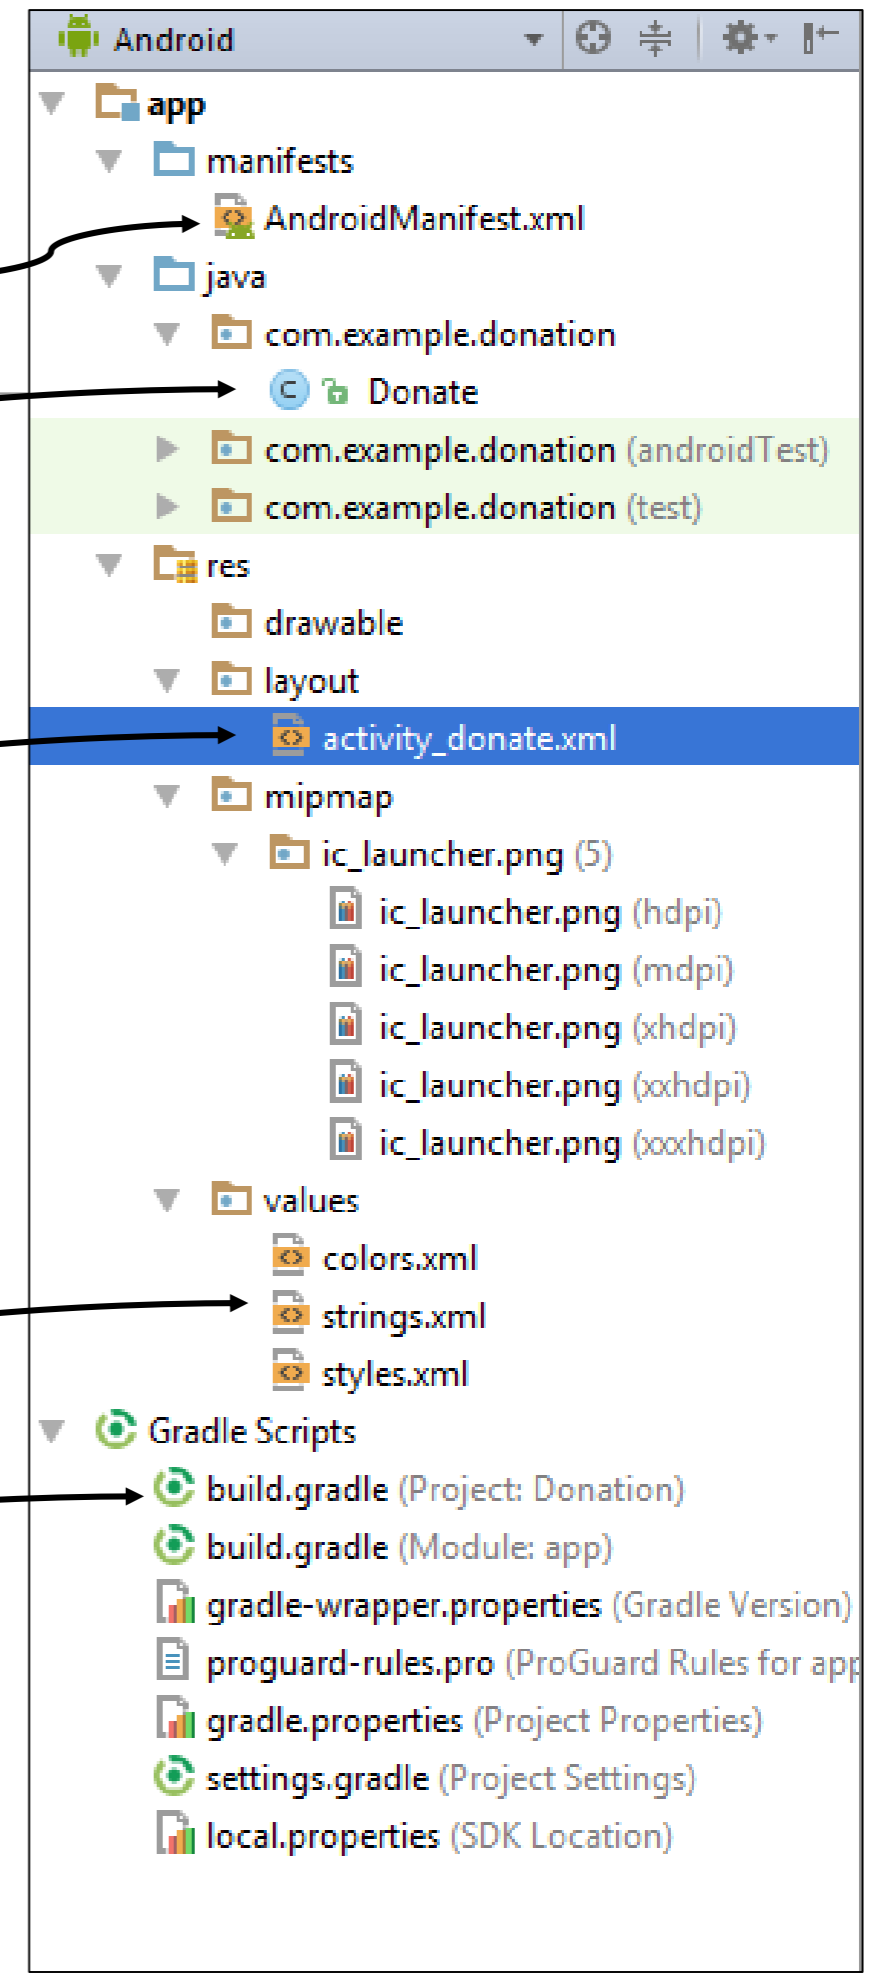 Android
app
manifests
AndroidManifest.xml
java
com.example.donation
C Donate
com.example.donation (androidTest)
com.example.donation (test)
res
drawable
layout
activity_donate.xml
mipmap
ic_launcher.png (5)
ic_launcher.png (hdpi)
ic_launcher.png (mdpi)
ic_launcher.png (xhdpi)
ic_launcher.png (xxhdpi)
ic_launcher.png (xxxhdpi)
values
colors.xml
strings.xml
styles.xml
Gradle Scripts
build.gradle (Project: Donation)
build.gradle (Module: app)
gradle-wrapper.properties (Gradle Version)
proguard-rules.pro (ProGuard Rules for app
gradle.properties (Project Properties)
settings.gradle (Project Settings)
local.properties (SDK Location)